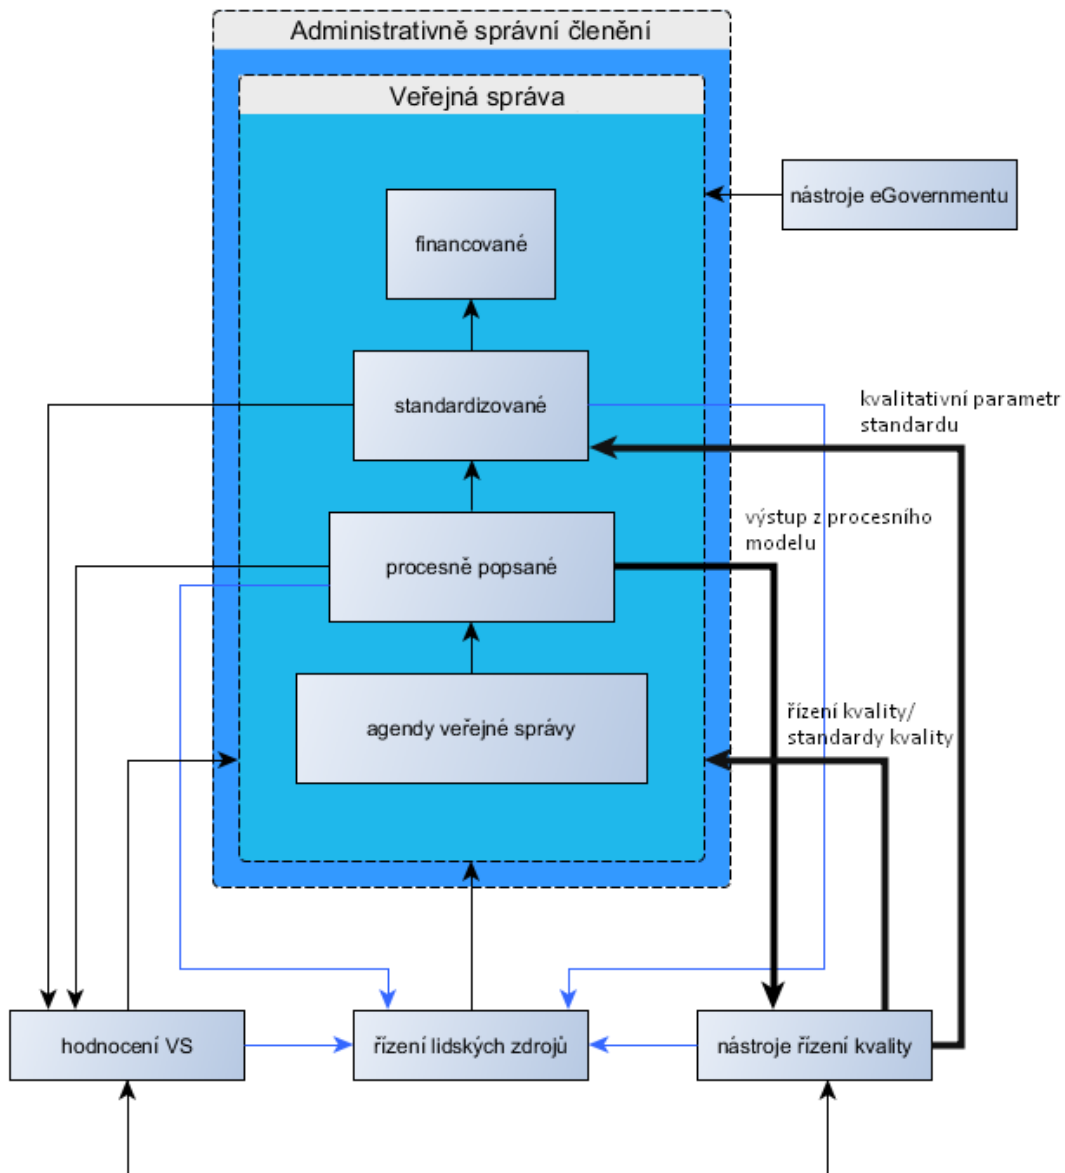 Administrativně správní členění
Veřejná správa
nástroje eGovernmentu
financované
standardizované
kvalitativní parametr
standardu
výstup z procesního
modelu
procesně popsané
agendy veřejné správy
řízení kvality/
standardy kvality
hodnocení VS
řízení lidských zdrojů
nástroje řízení kvality